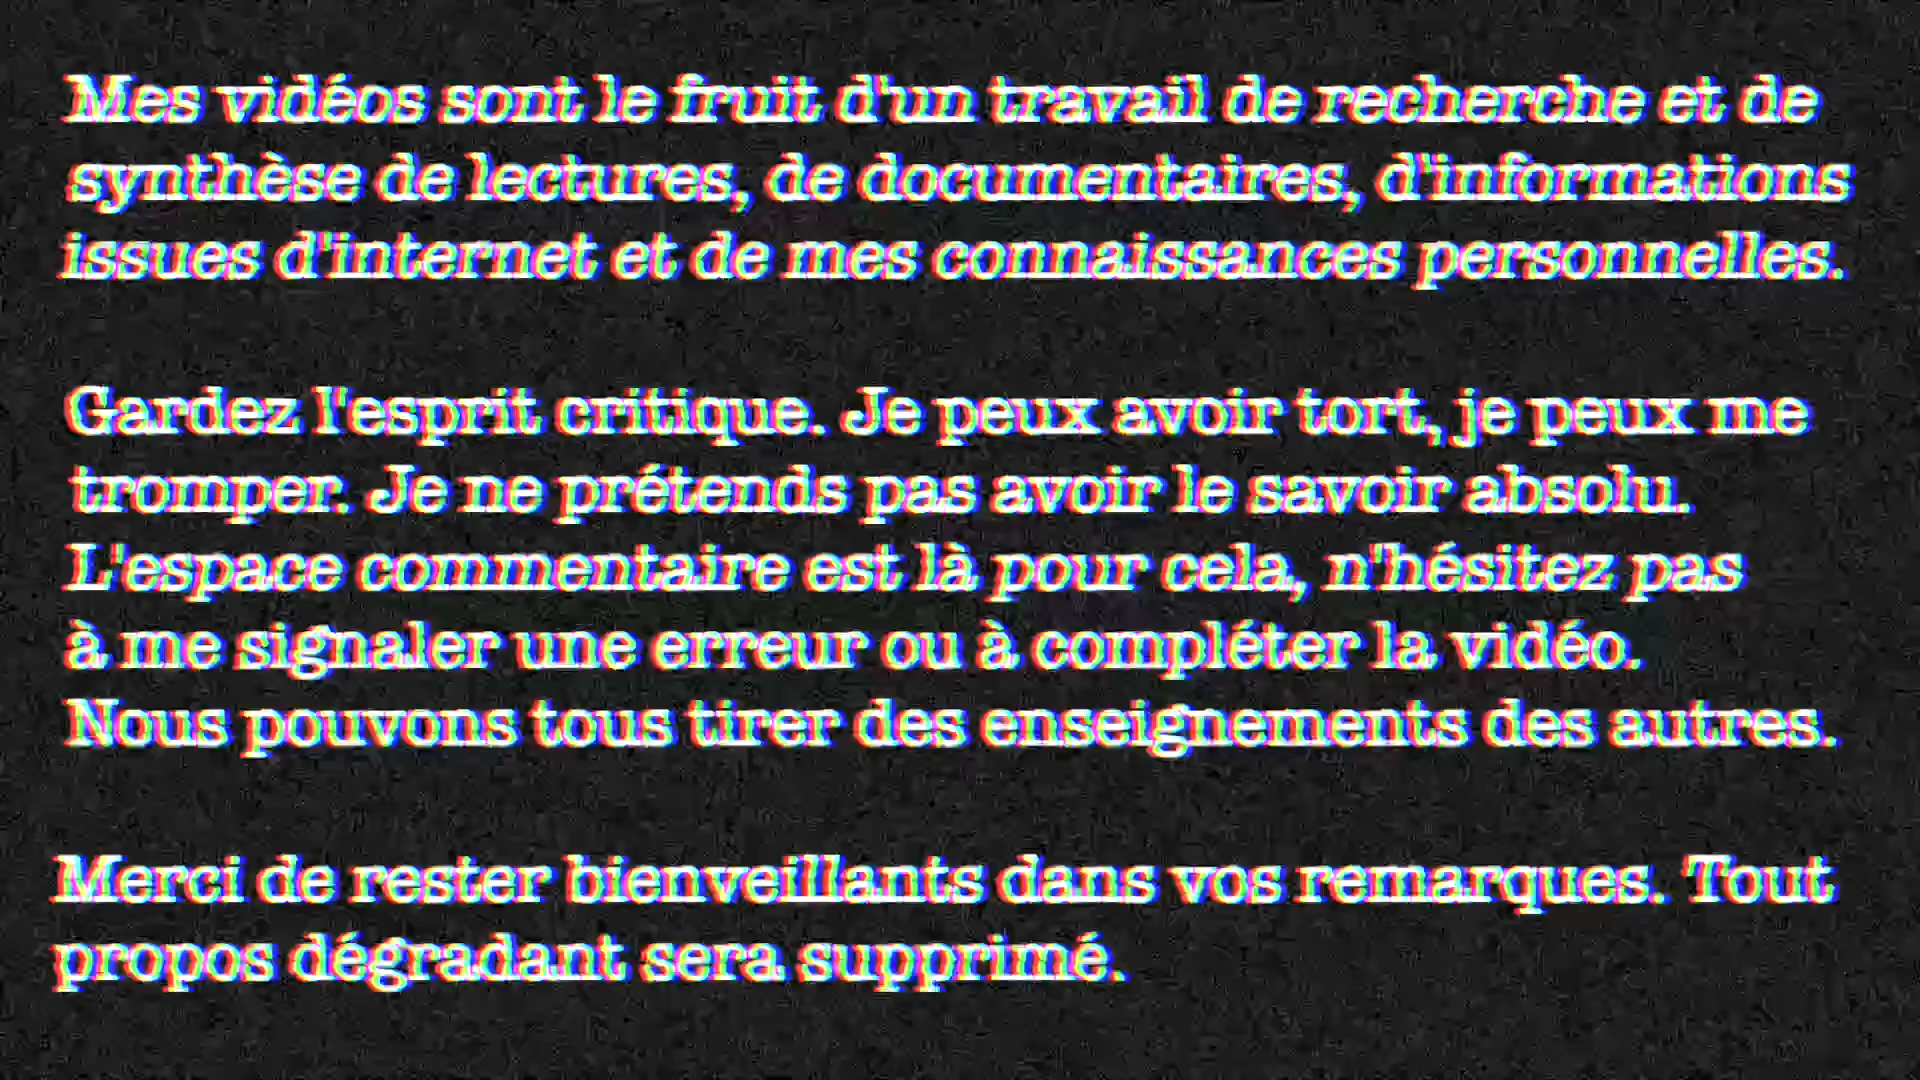 Mes vidéos sont le fruit d'un travail de recherche et de
synthèse de lectures, de documentaires, d'informations
issues d'internet et de mes connaissances personnelles.
Gardez l'esprit critique. Je peux avoir tort, je peux me
tromper. Je ne prétends pas avoir le savoir absolu.
L'espace commentaire est là pour cela, n'hésitez pas
à me signaler une erreur ou à compléter la vidéo.
Nous pouvons tous tirer des enseignements des autres.
Merci de rester bienveillants dans vos remarques. Tout
propos dégradant sera supprimé.